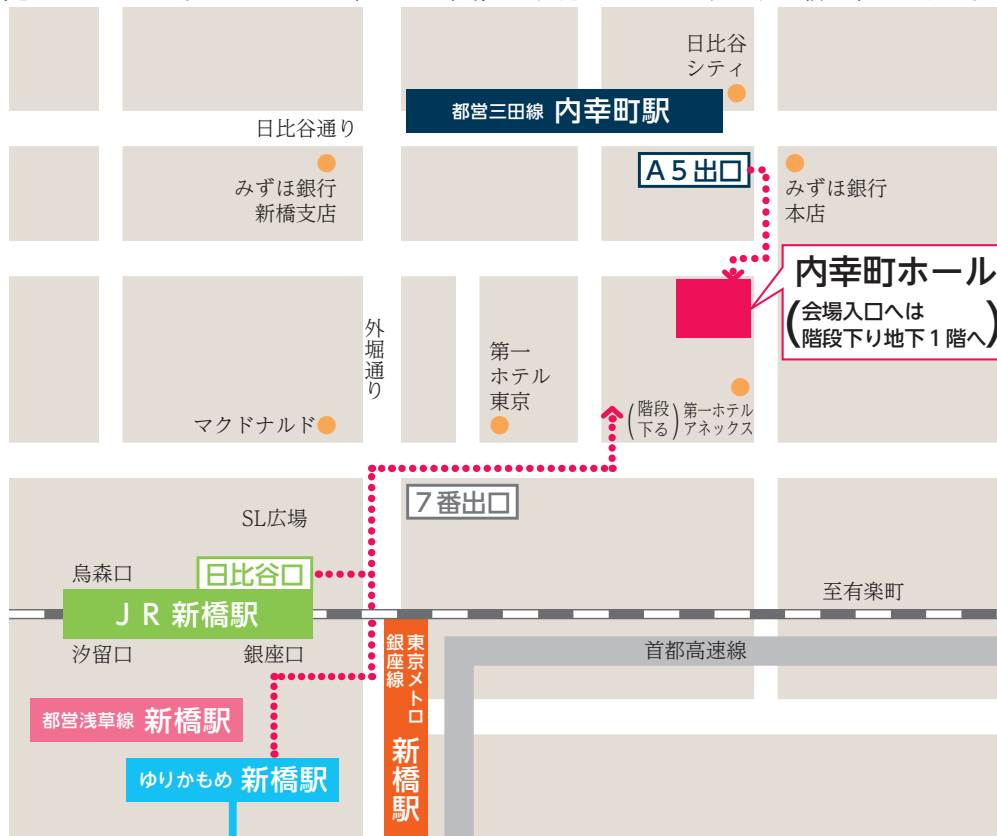 日比谷
シティ
都営三田線 内幸町駅
日比谷通り
A5出口
みずほ銀行
新橋支店
みずほ銀行
本店
内幸町ホール
(会場入口へは
階段下り地下1階へ)
外堀通り
第一
ホテル
東京
マクドナルド
(階段
下る)
第一ホテル
アネックス
7番出口
SL広場
烏森口
日比谷口
JR 新橋駅
至有楽町
汐留口
銀座口
東京メトロ
銀座線
新橋駅
首都高速線
都営浅草線 新橋駅
ゆりかもめ 新橋駅